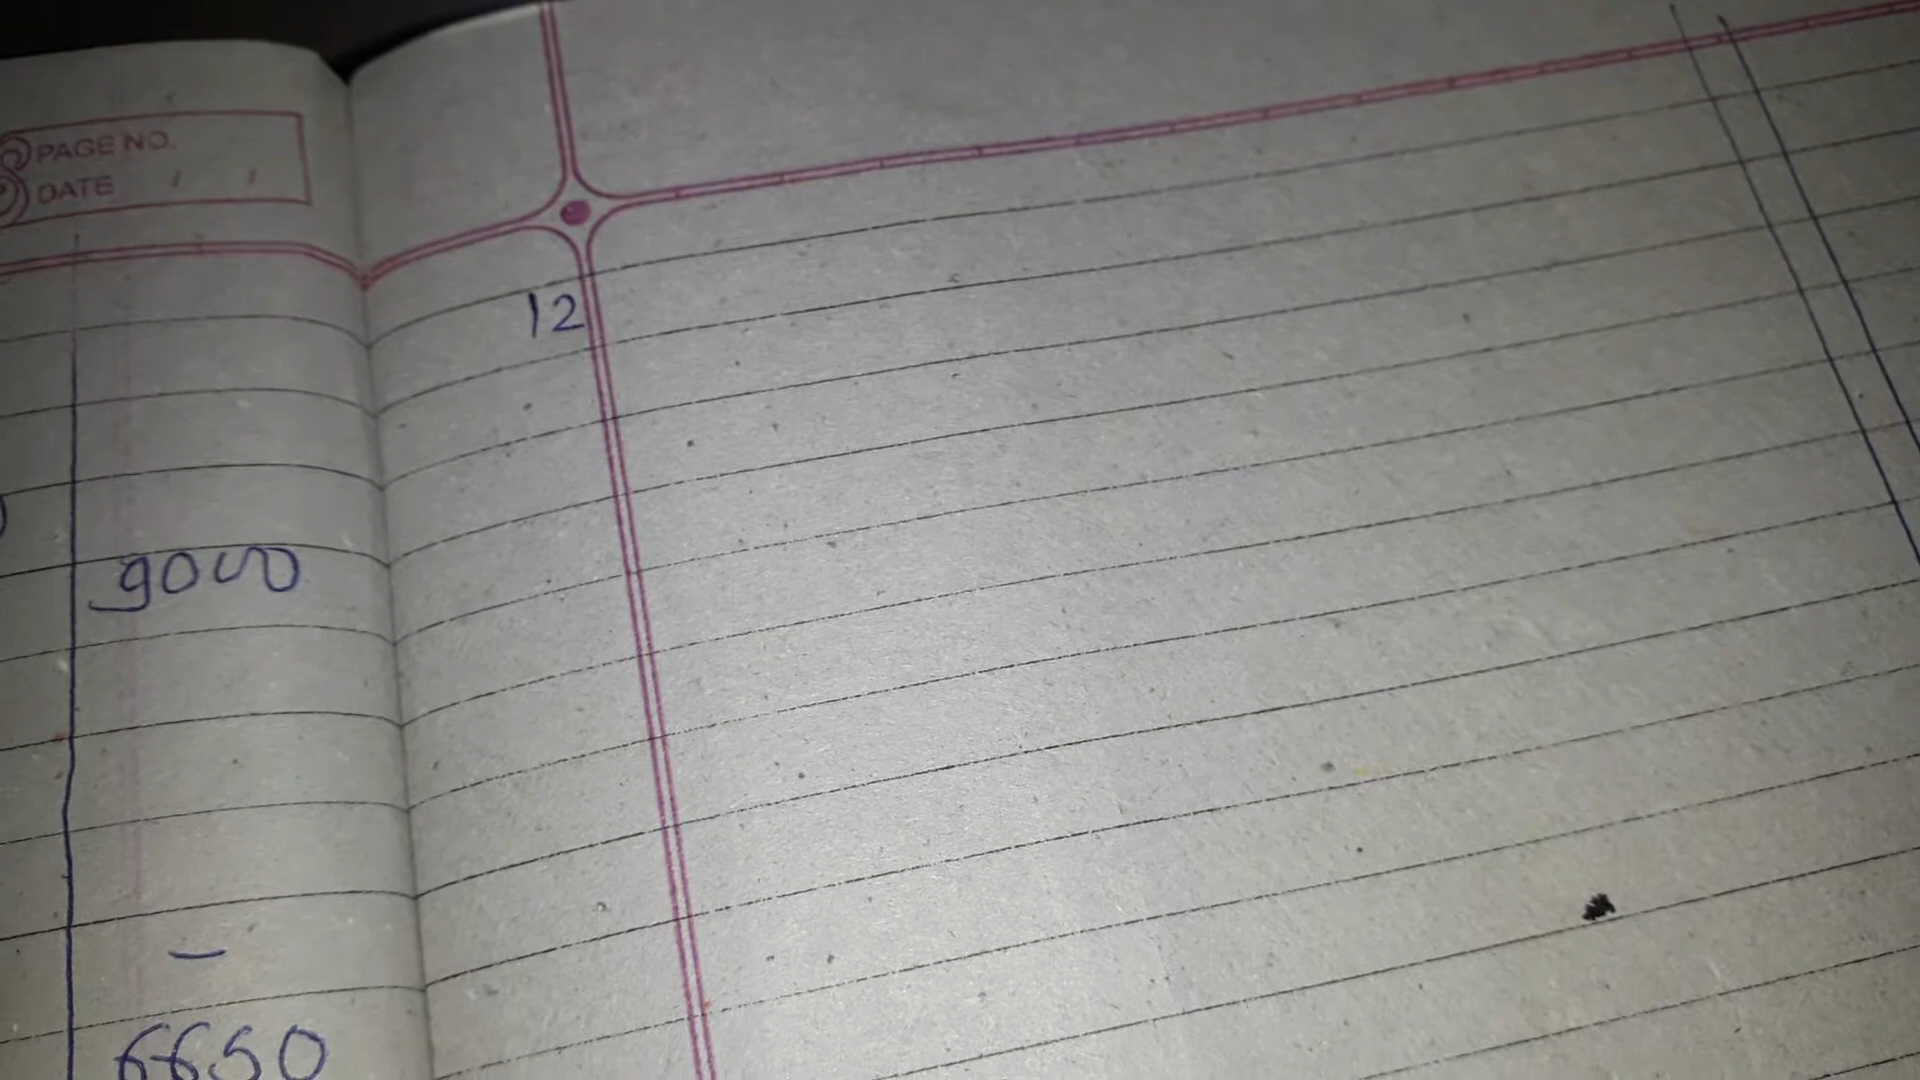 PAGE NO.
DATE / /
9000
—
6650
12